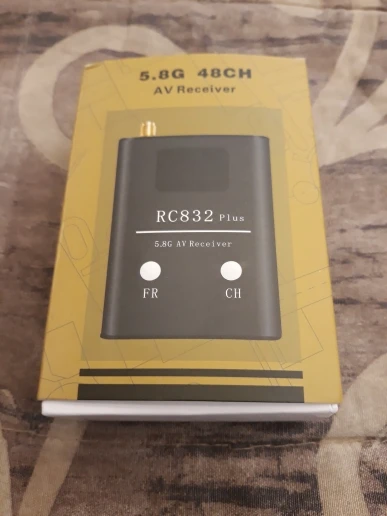 5.8G 48CH
AV Receiver
RC832 Plus
5.8G AV Receiver
FR CH